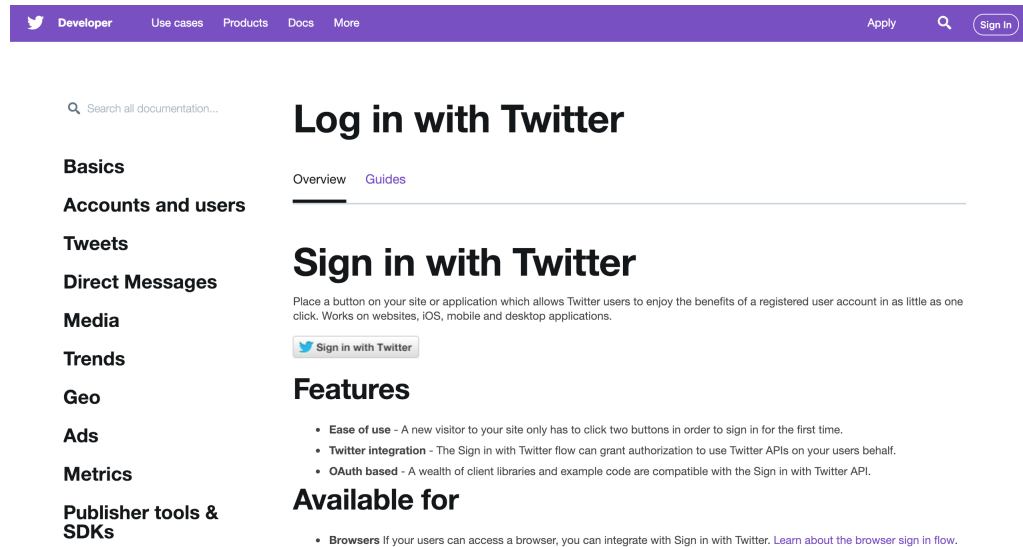 Developer Use cases Products Docs More Apply Sign In
Search all documentation...
Basics
Accounts and users
Tweets
Direct Messages
Media
Trends
Geo
Ads
Metrics
Publisher tools &
SDKs
Log in with Twitter
Overview Guides
Sign in with Twitter
Place a button on your site or application which allows Twitter users to enjoy the benefits of a registered user account in as little as one
click. Works on websites, iOS, mobile and desktop applications.
Sign in with Twitter
Features
• Ease of use - A new visitor to your site only has to click two buttons in order to sign in for the first time.
• Twitter integration - The Sign in with Twitter flow can grant authorization to use Twitter APIs on your users behalf.
• OAuth based - A wealth of client libraries and example code are compatible with the Sign in with Twitter API.
Available for
• Browsers If your users can access a browser, you can integrate with Sign in with Twitter. Learn about the browser sign in flow.